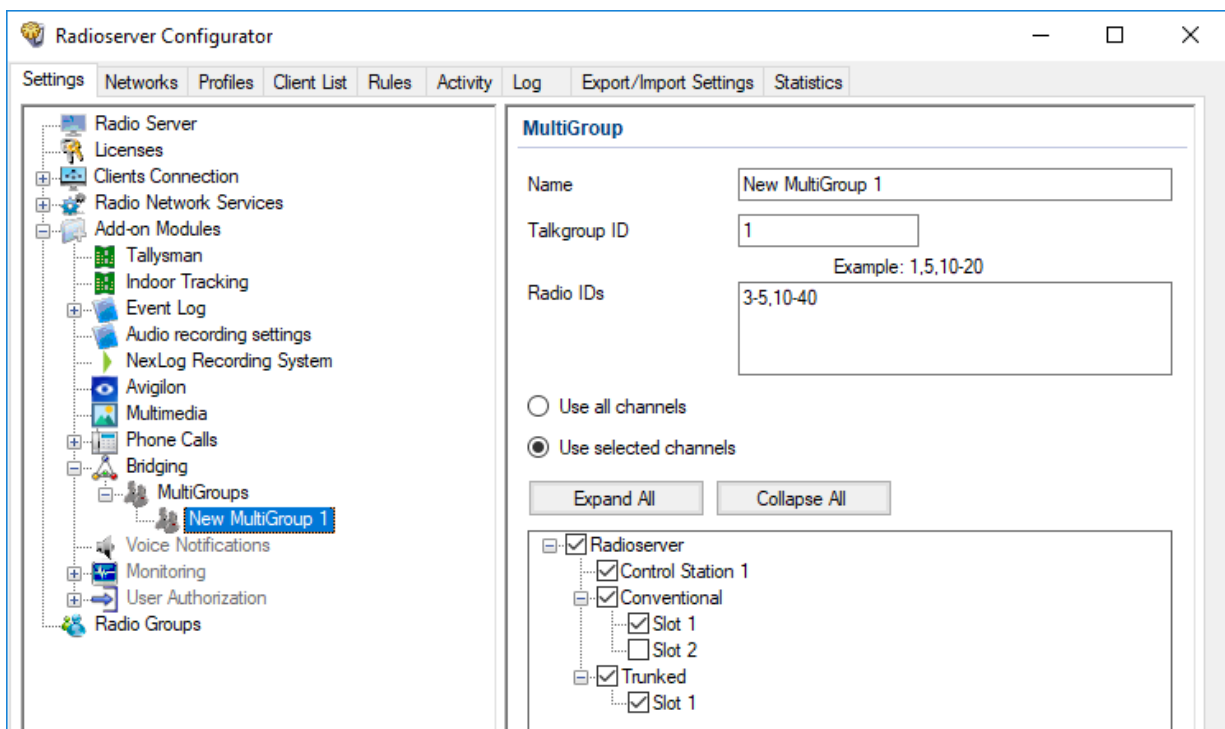 Radioserver Configurator
Settings Networks Profiles Client List Rules Activity Log Export/Import Settings Statistics
Radio Server
Licenses
Clients Connection
Radio Network Services
Add-on Modules
Tallysman
Indoor Tracking
Event Log
Audio recording settings
NexLog Recording System
Avigilon
Multimedia
Phone Calls
Bridging
MultiGroups
New MultiGroup 1
Voice Notifications
Monitoring
User Authorization
Radio Groups
MultiGroup
Name New MultiGroup 1
Talkgroup ID 1
Example: 1,5,10-20
Radio IDs 3-5,10-40
Use all channels
Use selected channels
Expand All Collapse All
Radioserver
Control Station 1
Conventional
Slot 1
Slot 2
Trunked
Slot 1